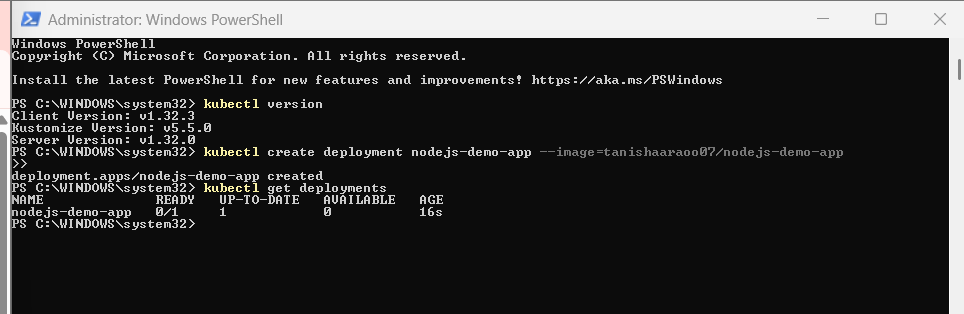 Administrator: Windows PowerShell
Windows PowerShell
Copyright (C) Microsoft Corporation. All rights reserved.
Install the latest PowerShell for new features and improvements! https://aka.ms/PSWindows
PS C:\WINDOWS\system32> kubectl version
Client Version: v1.32.3
Kustomize Version: v5.5.0
Server Version: v1.32.0
PS C:\WINDOWS\system32> kubectl create deployment nodejs-demo-app --image=tanishaaraoo07/nodejs-demo-app
>>
deployment.apps/nodejs-demo-app created
PS C:\WINDOWS\system32> kubectl get deployments
NAME READY UP-TO-DATE AVAILABLE AGE
nodejs-demo-app 0/1 1 0 16s
PS C:\WINDOWS\system32>